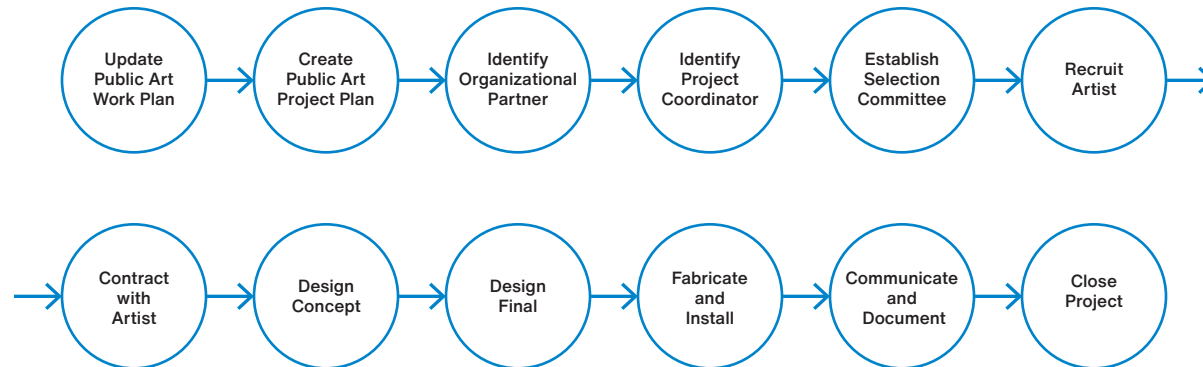 Update
Public Art
Work Plan
Create
Public Art
Project Plan
Identify
Organizational
Partner
Identify
Project
Coordinator
Establish
Selection
Committee
Recruit
Artist
Contract
with
Artist
Design
Concept
Design
Final
Fabricate
and
Install
Communicate
and
Document
Close
Project